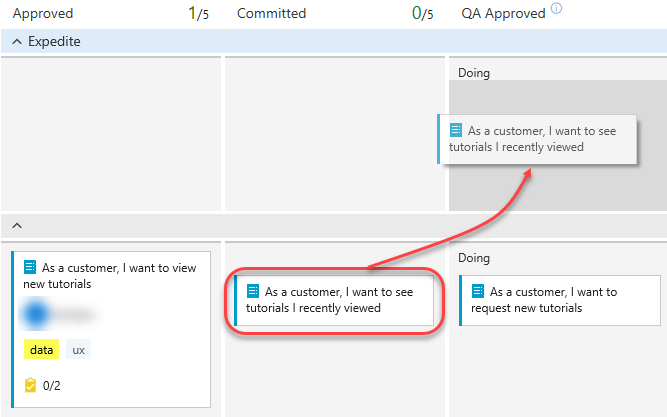 Approved 1/5 Committed 0/5 QA Approved
Expedite
Doing
As a customer, I want to see
tutorials I recently viewed
As a customer, I want to view
new tutorials
data ux
0/2
As a customer, I want to see
tutorials I recently viewed
Doing
As a customer, I want to
request new tutorials